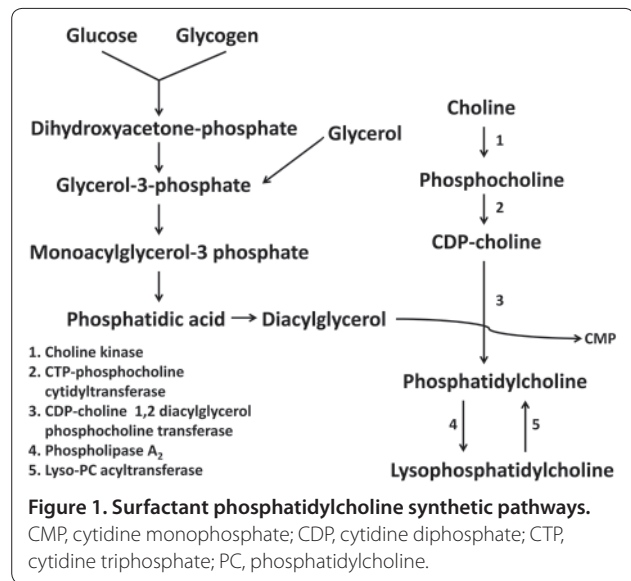 Glucose Glycogen
Dihydroxyacetone-phosphate
Glycerol
Glycerol-3-phosphate
Monoacylglycerol-3 phosphate
Phosphatidic acid Diacylglycerol
Choline
1
Phosphocholine
2
CDP-choline
3
CMP
Phosphatidylcholine
4 5
Lysophosphatidylcholine
1. Choline kinase
2. CTP-phosphocholine
cytidyltransferase
3. CDP-choline 1,2 diacylglycerol
phosphocholine transferase
4. Phospholipase A₂
5. Lyso-PC acyltransferase
Figure 1. Surfactant phosphatidylcholine synthetic pathways.
CMP, cytidine monophosphate; CDP, cytidine diphosphate; CTP,
cytidine triphosphate; PC, phosphatidylcholine.